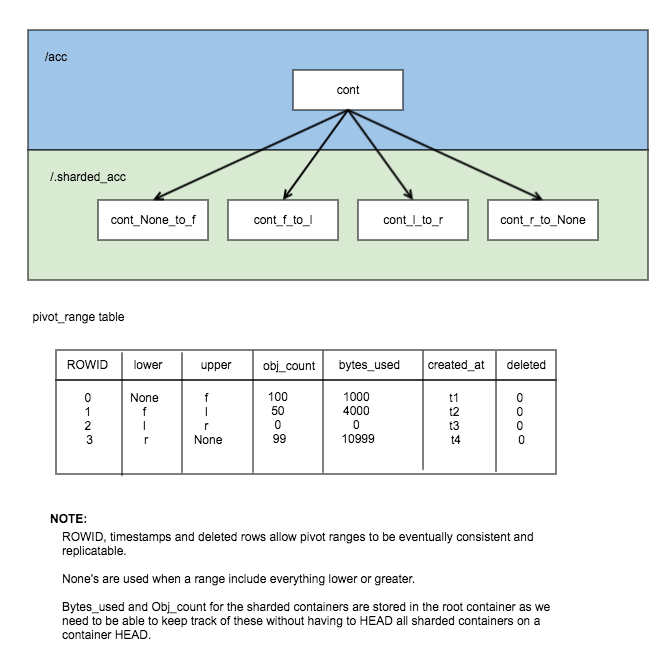 /acc
cont
/.sharded_acc
cont_None_to_f
cont_f_to_l
cont_l_to_r
cont_r_to_None
pivot_range table
ROWID lower upper obj_count bytes_used created_at deleted
0 None f 100 1000 t1 0
1 f l 50 4000 t2 0
2 l r 0 0 t3 0
3 r None 99 10999 t4 0
NOTE:
ROWID, timestamps and deleted rows allow pivot ranges to be eventually consistent and
replicatable.
None's are used when a range include everything lower or greater.
Bytes_used and Obj_count for the sharded containers are stored in the root container as we
need to be able to keep track of these without having to HEAD all sharded containers on a
container HEAD.